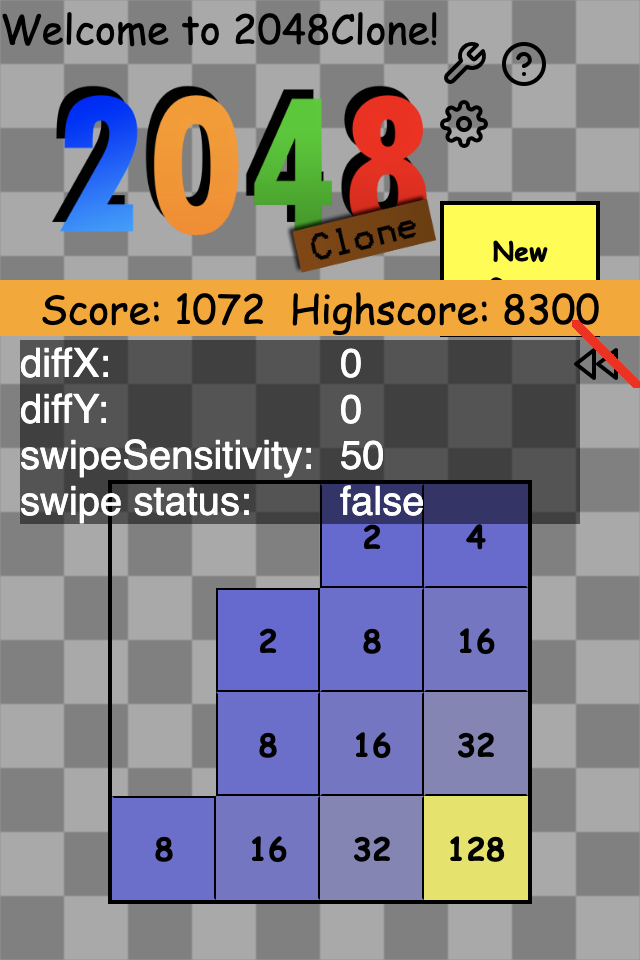 Welcome to 2048Clone!
2048
Clone
New
Score: 1072 Highscore: 8300
diffX: 0
diffY: 0
swipeSensitivity: 50
swipe status: false
2 4
2 8 16
8 16 32
8 16 32 128